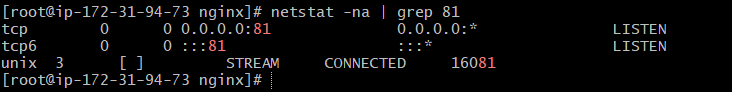 [root@ip-172-31-94-73 nginx]# netstat -na | grep 81
tcp        0      0 0.0.0.0:81              0.0.0.0:*               LISTEN
tcp6       0      0 :::81                   :::*                    LISTEN
unix  3      [ ]         STREAM     CONNECTED     16081
[root@ip-172-31-94-73 nginx]#